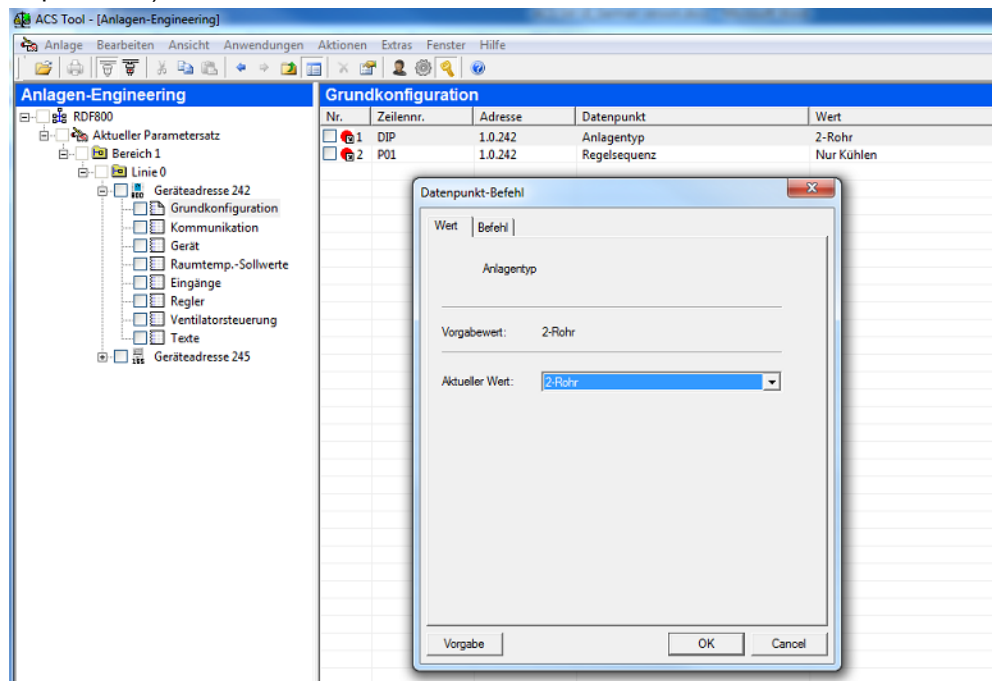 ACS Tool - [Anlagen-Engineering]
Anlage Bearbeiten Ansicht Anwendungen Aktionen Extras Fenster Hilfe
Anlagen-Engineering
RDF800
Aktueller Parametersatz
Bereich 1
Linie 0
Geräteadresse 242
Grundkonfiguration
Kommunikation
Gerät
Raumtemp.-Sollwerte
Eingänge
Regler
Ventilatorsteuerung
Texte
Geräteadresse 245
Grundkonfiguration
Nr. Zeilennr. Adresse Datenpunkt Wert
1 DIP 1.0.242 Anlagentyp 2-Rohr
2 P01 1.0.242 Regelsequenz Nur Kühlen
Datenpunkt-Befehl
Wert Befehl
Anlagentyp
Vorgabewert: 2-Rohr
Aktueller Wert: 2-Rohr
Vorgabe OK Cancel